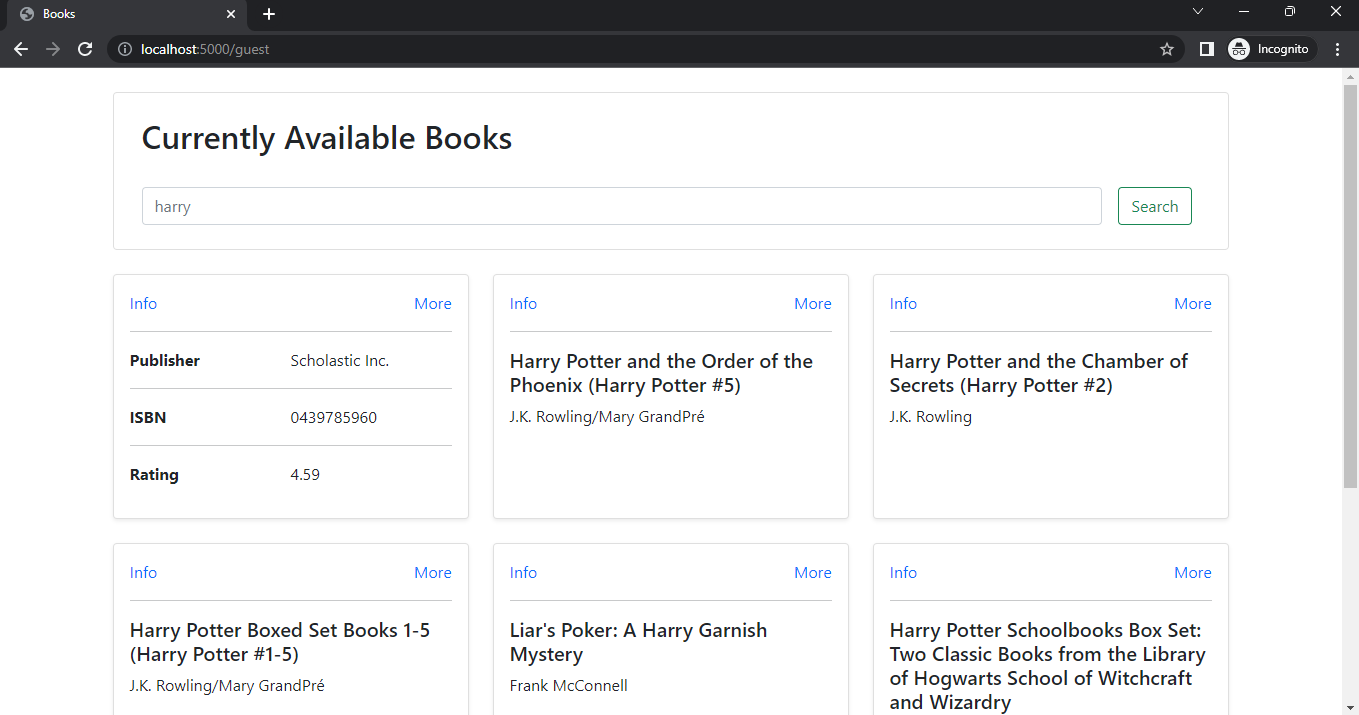 Books
localhost:5000/guest
Incognito
Currently Available Books
harry
Search
Info More
Publisher Scholastic Inc.
ISBN 0439785960
Rating 4.59
Info More
Harry Potter and the Order of the
Phoenix (Harry Potter #5)
J.K. Rowling/Mary GrandPré
Info More
Harry Potter and the Chamber of
Secrets (Harry Potter #2)
J.K. Rowling
Info More
Harry Potter Boxed Set Books 1-5
(Harry Potter #1-5)
J.K. Rowling/Mary GrandPré
Info More
Liar's Poker: A Harry Garnish
Mystery
Frank McConnell
Info More
Harry Potter Schoolbooks Box Set:
Two Classic Books from the Library
of Hogwarts School of Witchcraft
and Wizardry